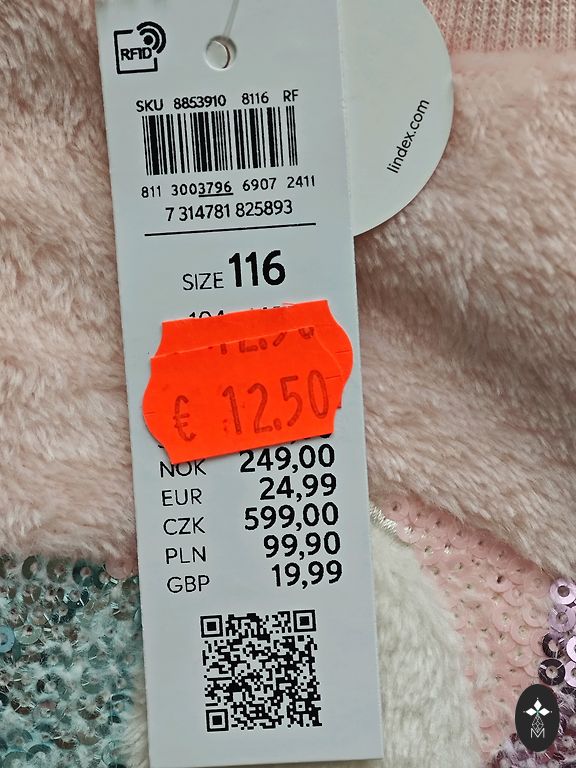 RFID
SKU 8853910 8116 RF
811 3003796 6907 2411
7 314781 825893
lindex.com
SIZE 116
€ 12.50
NOK 249,00
EUR 24,99
CZK 599,00
PLN 99,90
GBP 19,99
M